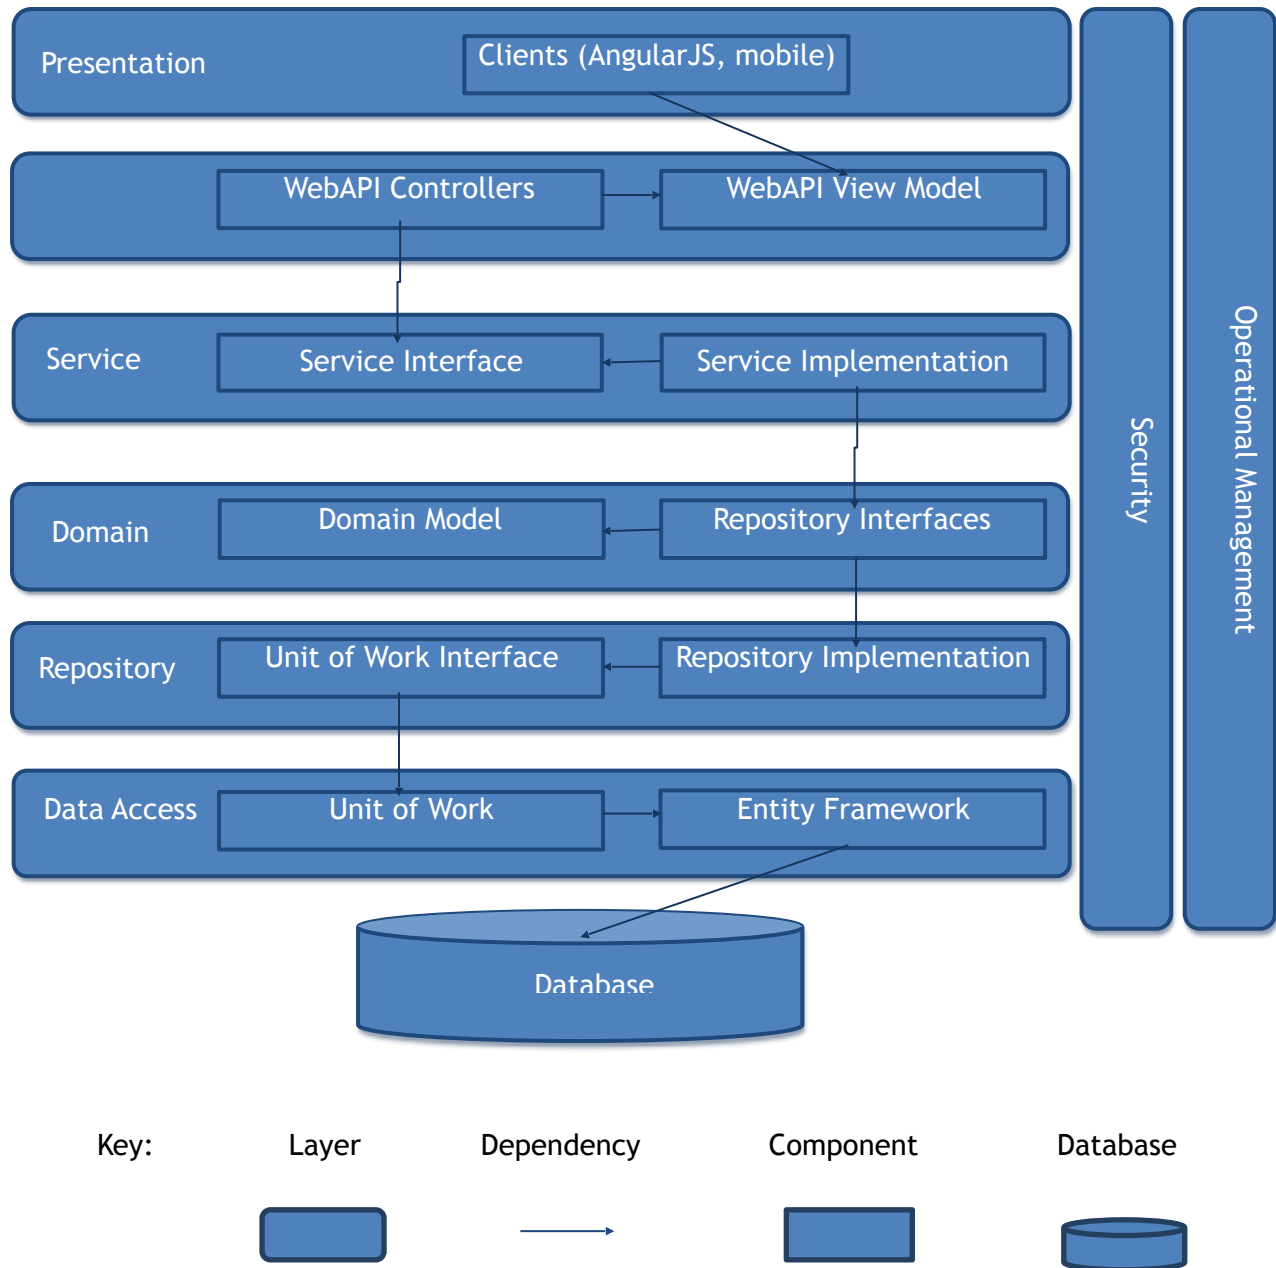 Presentation
Clients (AngularJS, mobile)
WebAPI Controllers
WebAPI View Model
Service
Service Interface
Service Implementation
Domain
Domain Model
Repository Interfaces
Repository
Unit of Work Interface
Repository Implementation
Data Access
Unit of Work
Entity Framework
Database
Security
Operational Management
Key:
Layer
Dependency
Component
Database